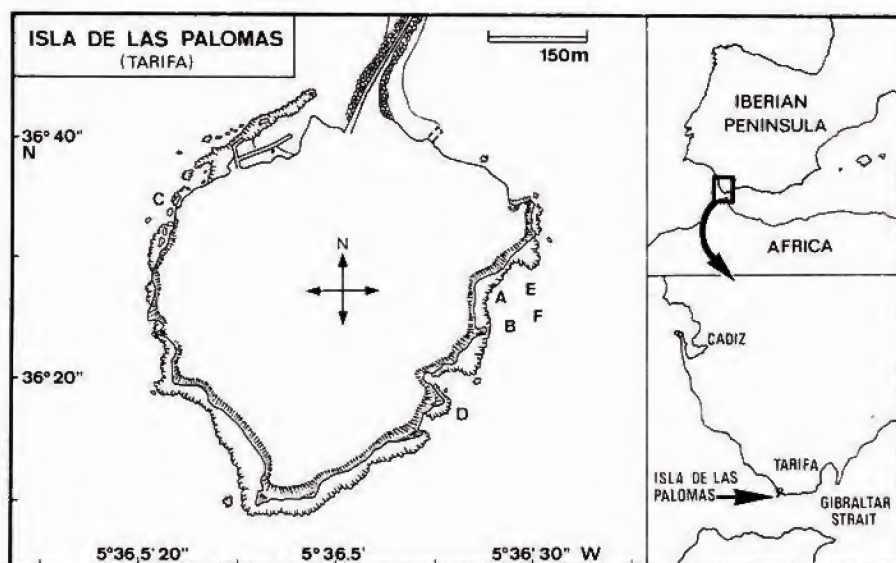 ISLA DE LAS PALOMAS
(TARIFA)
150m
36° 40"
N
C
N
A
E
B
F
36° 20"
D
5° 36,5' 20"
5° 36,5'
5° 36' 30" W
IBERIAN
PENINSULA
AFRICA
CADIZ
TARIFA
ISLA DE LAS
PALOMAS
GIBRALTAR
STRAIT